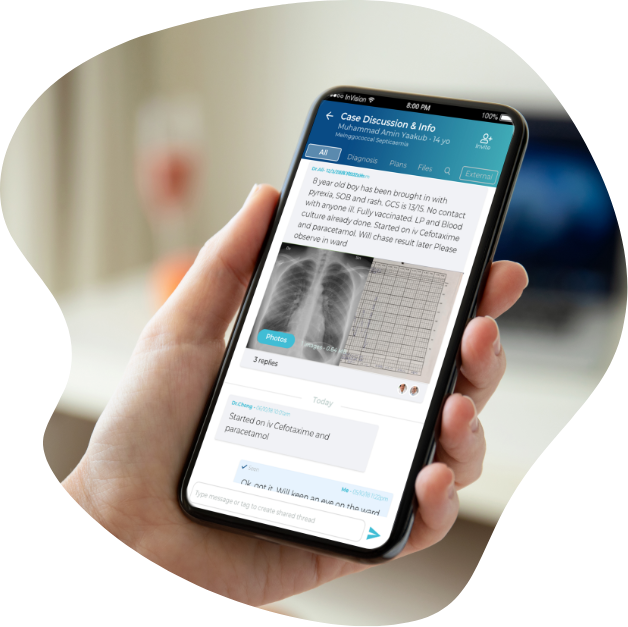 InVision
8:00 PM
100%
Case Discussion & Info
Muhammad Amin Yaakub - 14 yo
Meinggococcal Septicaemia
Invite
All
Diagnosis
Plans
Files
External
8 year old boy has been brought in with
pyrexia, SOB and rash. GCS is 13/15. No contact
with anyone ill. Fully vaccinated. LP and Blood
culture already done. Started on iv Cefotaxime
and paracetamol. Will chase result later Please
observe in ward
Photos
3 replies
Today
Dr.Chong
Started on iv Cefotaxime and
paracetamol
Ok, got it. Will keep an eye on the ward
Type message or tag to create shared thread